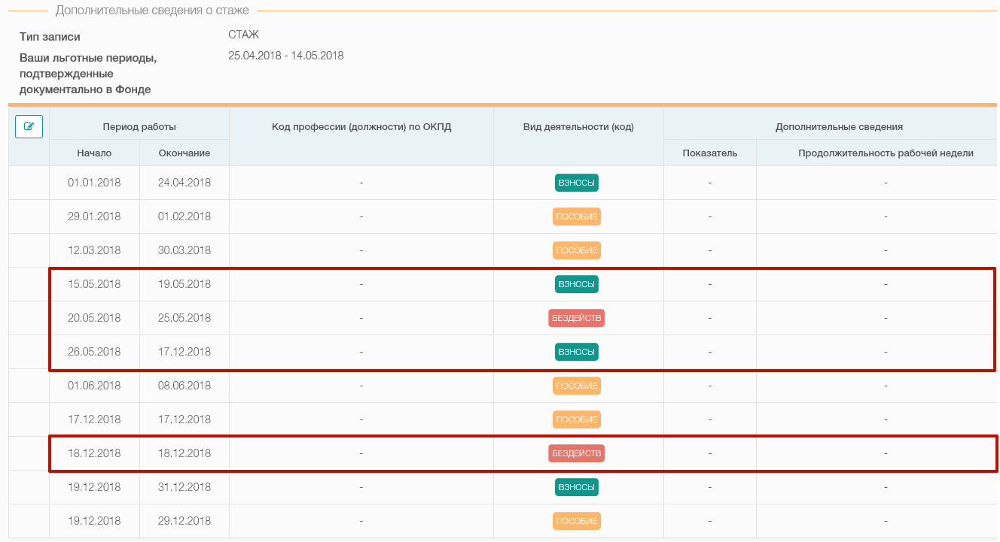 Дополнительные сведения о стаже
Тип записи СТАЖ
Ваши льготные периоды, 25.04.2018 - 14.05.2018
подтвержденные
документально в Фонде
Период работы Код профессии (должности) по ОКПД Вид деятельности (код) Дополнительные сведения
Начало Окончание Показатель Продолжительность рабочей недели
01.01.2018 24.04.2018 - ВЗНОСЫ - -
29.01.2018 01.02.2018 - ПОСОБИЕ - -
12.03.2018 30.03.2018 - ПОСОБИЕ - -
15.05.2018 19.05.2018 - ВЗНОСЫ - -
20.05.2018 25.05.2018 - БЕЗДЕЙСТВ - -
26.05.2018 17.12.2018 - ВЗНОСЫ - -
01.06.2018 08.06.2018 - ПОСОБИЕ - -
17.12.2018 17.12.2018 - ПОСОБИЕ - -
18.12.2018 18.12.2018 - БЕЗДЕЙСТВ - -
19.12.2018 31.12.2018 - ВЗНОСЫ - -
19.12.2018 29.12.2018 - ПОСОБИЕ - -